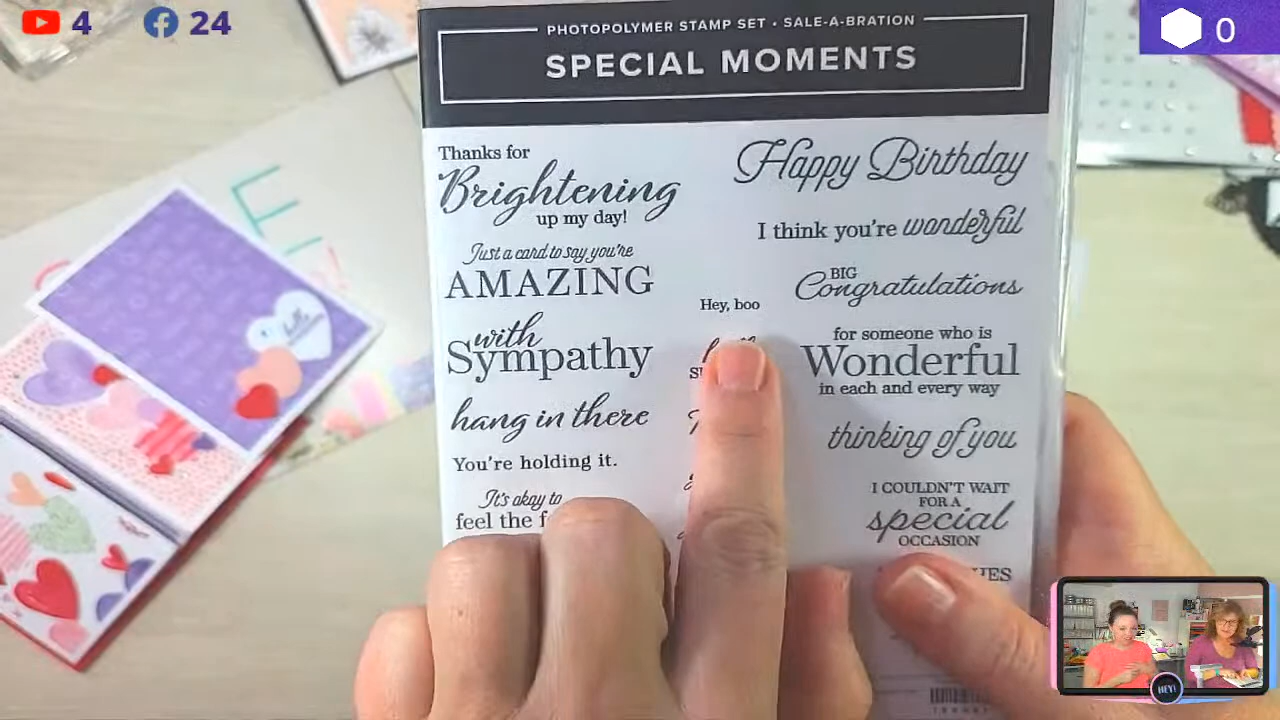 4
24
0
PHOTOPOLYMER STAMP SET • SALE-A-BRATION
SPECIAL MOMENTS
Thanks for
Brightening
up my day!
Just a card to say you're
AMAZING
with
Sympathy
hang in there
You're holding it.
It's okay to
feel the
Hey, boo
Happy Birthday
I think you're wonderful
BIG
Congratulations
for someone who is
Wonderful
in each and every way
thinking of you
I COULDN'T WAIT
FOR A
special
OCCASION
HEY!